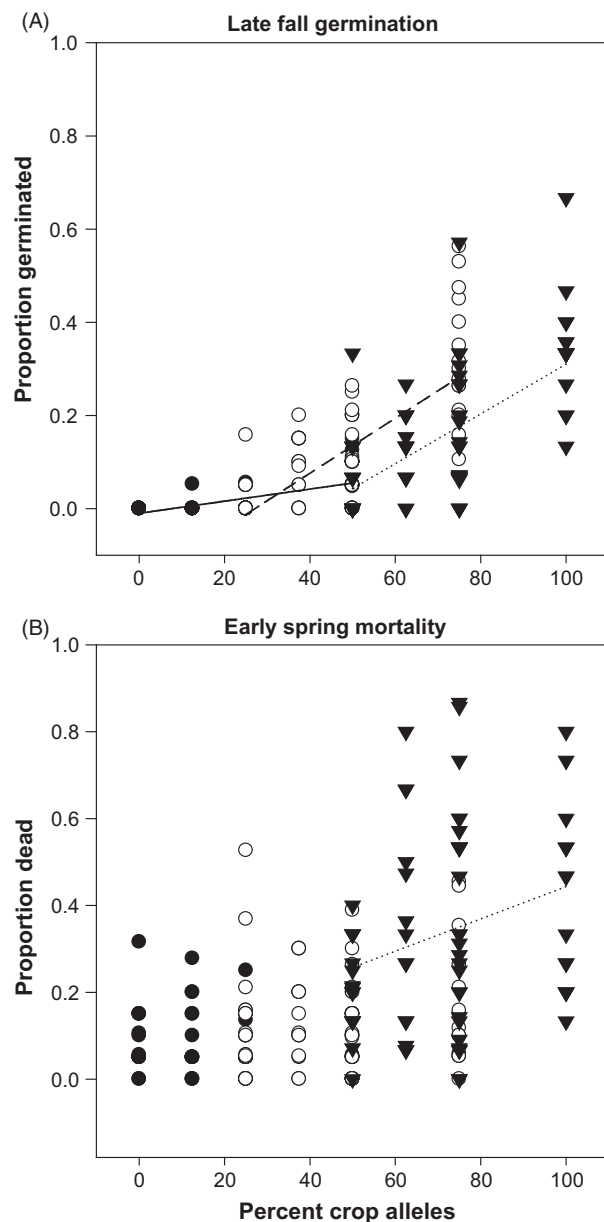 (A) Late fall germination
1.0
0.8
0.6
0.4
0.2
0.0
Proportion germinated
0 20 40 60 80 100
(B) Early spring mortality
1.0
0.8
0.6
0.4
0.2
0.0
Proportion dead
0 20 40 60 80 100
Percent crop alleles